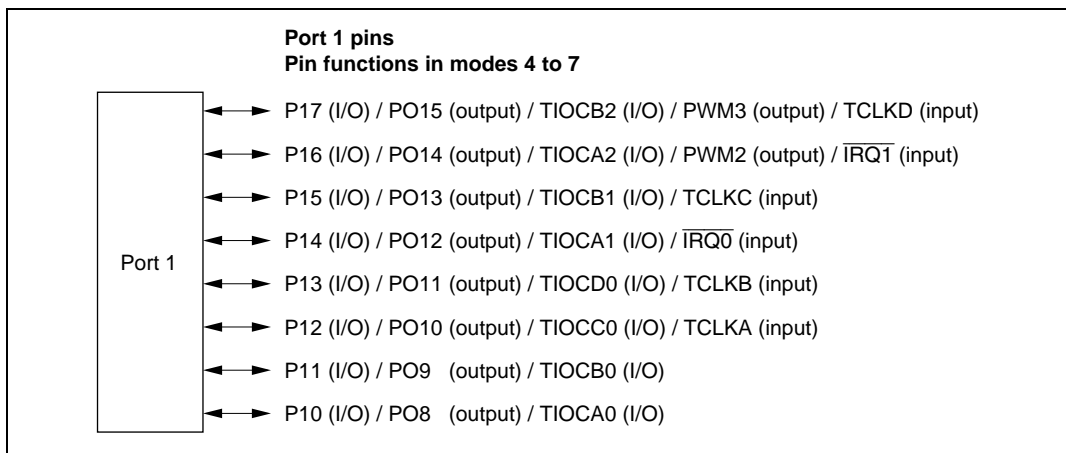 Port 1 pins
Pin functions in modes 4 to 7
P17 (I/O) / PO15 (output) / TIOCB2 (I/O) / PWM3 (output) / TCLKD (input)
P16 (I/O) / PO14 (output) / TIOCA2 (I/O) / PWM2 (output) / I̅R̅Q̅1̅ (input)
P15 (I/O) / PO13 (output) / TIOCB1 (I/O) / TCLKC (input)
P14 (I/O) / PO12 (output) / TIOCA1 (I/O) / I̅R̅Q̅0̅ (input)
Port 1
P13 (I/O) / PO11 (output) / TIOCD0 (I/O) / TCLKB (input)
P12 (I/O) / PO10 (output) / TIOCC0 (I/O) / TCLKA (input)
P11 (I/O) / PO9 (output) / TIOCB0 (I/O)
P10 (I/O) / PO8 (output) / TIOCA0 (I/O)